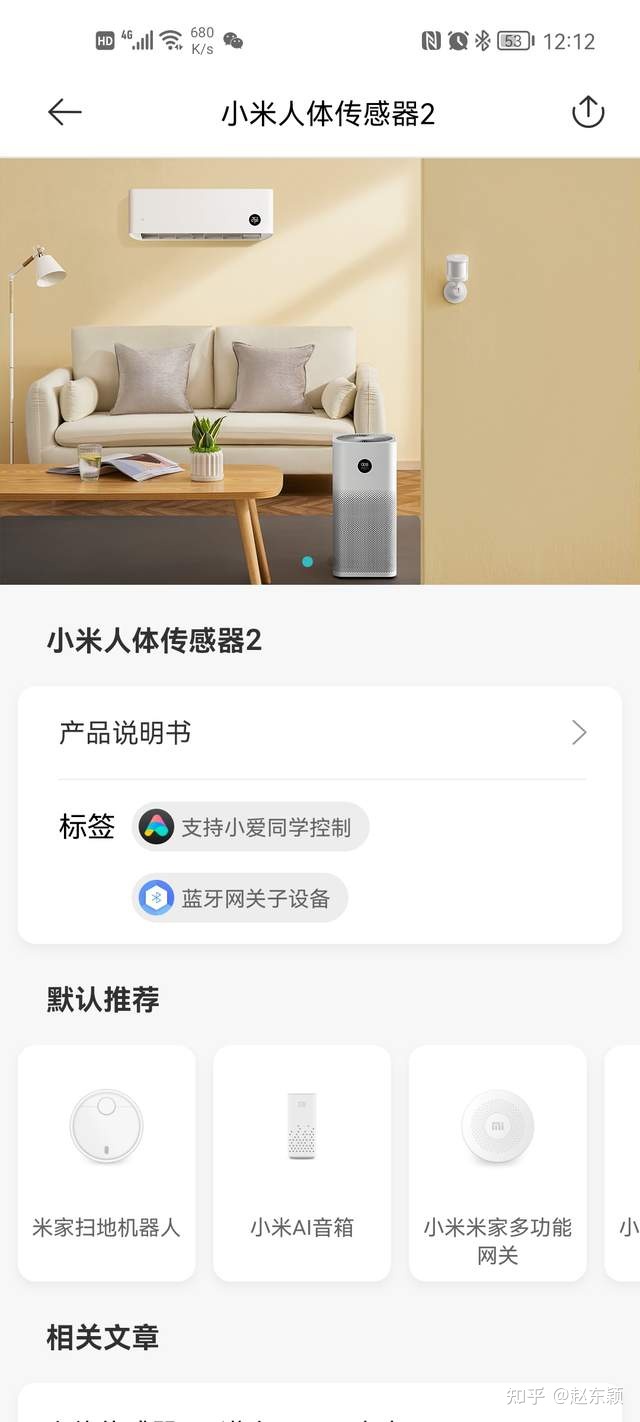 HD 4G 680 K/s 53 12:12
小米人体传感器2
小米人体传感器2
产品说明书
标签 支持小爱同学控制
蓝牙网关子设备
默认推荐
米家扫地机器人 小米AI音箱 小米米家多功能 小
网关
相关文章
知乎 @赵东颖